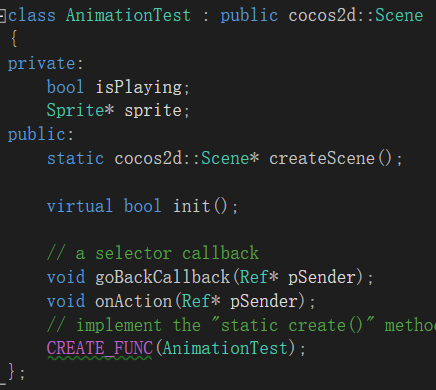 class AnimationTest : public cocos2d::Scene
{
private:
bool isPlaying;
Sprite* sprite;
public:
static cocos2d::Scene* createScene();
virtual bool init();
// a selector callback
void goBackCallback(Ref* pSender);
void onAction(Ref* pSender);
// implement the "static create()" metho
CREATE_FUNC(AnimationTest);
};